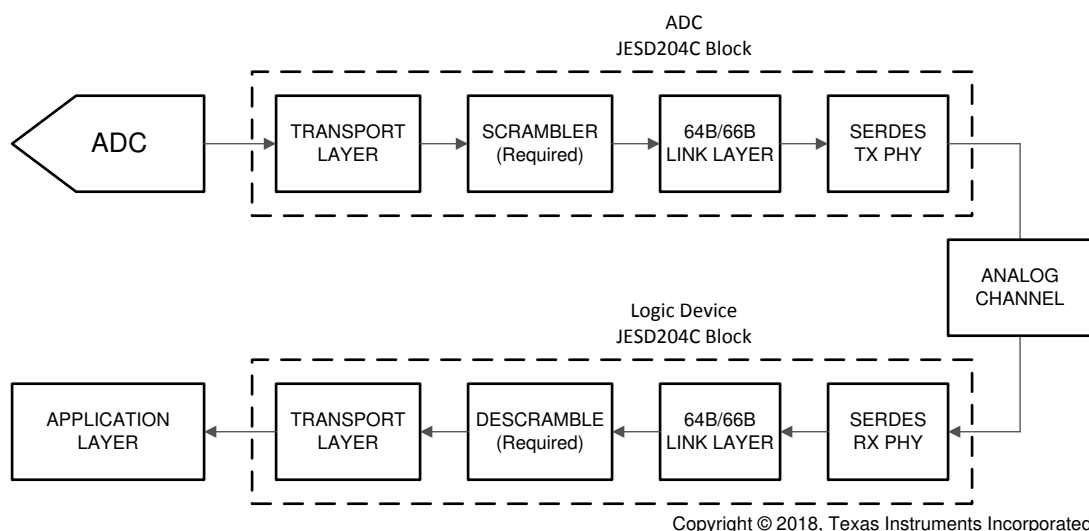 ADC
JESD204C Block
ADC
TRANSPORT
LAYER
SCRAMBLER
(Required)
64B/66B
LINK LAYER
SERDES
TX PHY
ANALOG
CHANNEL
Logic Device
JESD204C Block
APPLICATION
LAYER
TRANSPORT
LAYER
DESCRAMBLE
(Required)
64B/66B
LINK LAYER
SERDES
RX PHY
Copyright © 2018, Texas Instruments Incorporated